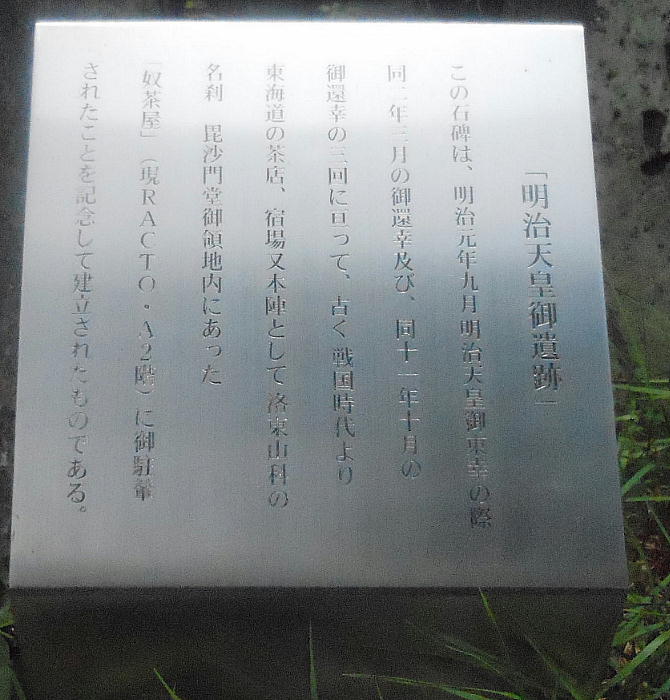 「明治天皇御遺跡」
この石碑は、明治元年九月明治天皇御東幸の際
同二年三月の御還幸及び、同十一年十月の
御還幸の三回に亘って、古く戦国時代より
東海道の茶店、宿場又本陣として洛東山科の
名刹　毘沙門堂御領地内にあった
「奴茶屋」（現RACTO・A2階）に御駐輦
されたことを記念して建立されたものである。